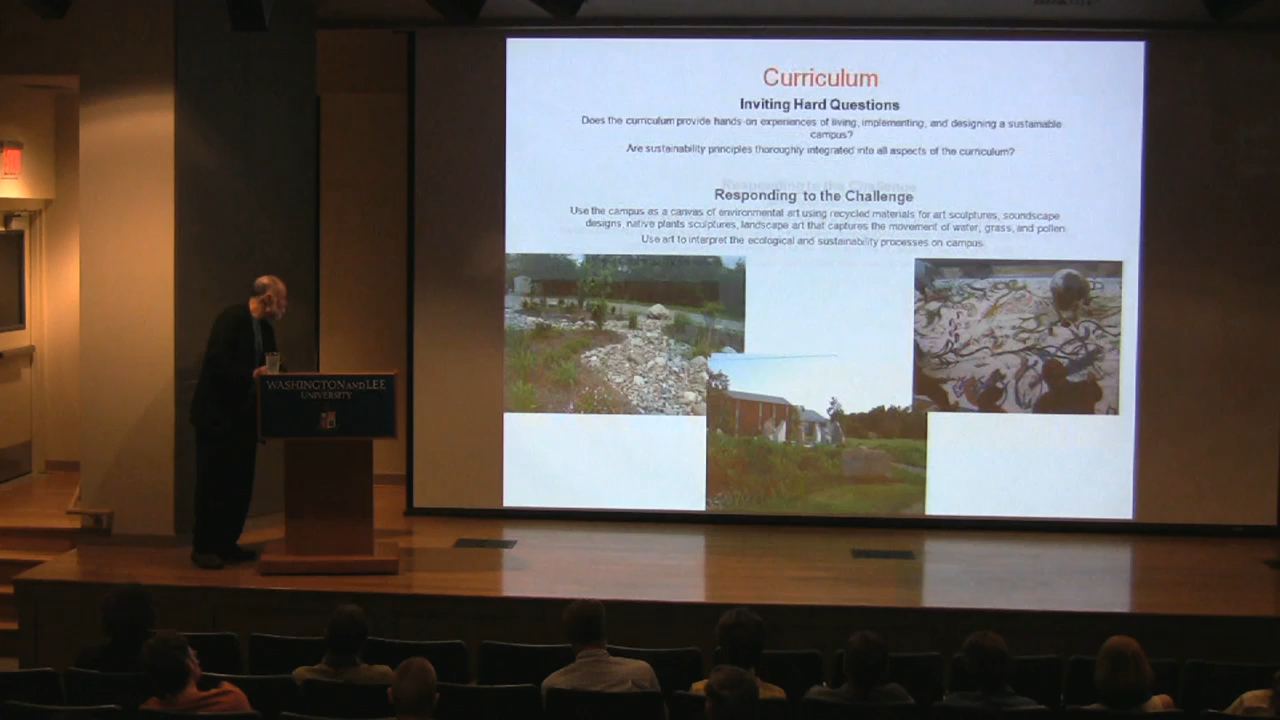 Curriculum
Inviting Hard Questions
Does the curriculum provide hands-on experiences of living, implementing, and designing a sustainable
campus?
Are sustainability principles thoroughly integrated into all aspects of the curriculum?
Responding to the Challenge
Use the campus as a canvas of environmental art using recycled materials for art sculptures, soundscape
designs, native plants sculptures, landscape art that captures the movement of water, grass, and pollen.
Use art to interpret the ecological and sustainability processes on campus.
WASHINGTON AND LEE
UNIVERSITY